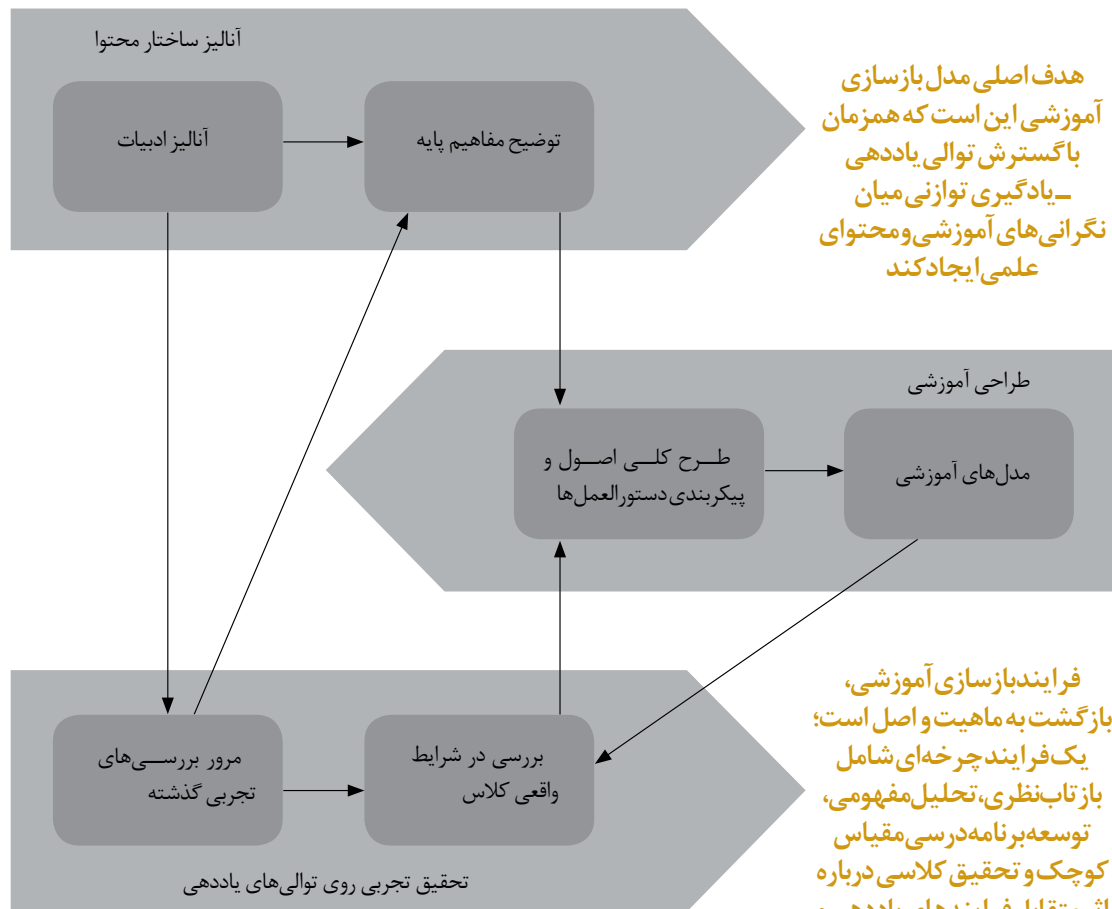 آنالیز ساختار محتوا
آنالیز ادبیات
توضیح مفاهیم پایه
هدف اصلی مدل بازسازی
آموزشی این است که همزمان
با گسترش توالی یاددهی
ـ یادگیری توازنی میان
نگرانی‌های آموزشی و محتوای
علمی ایجاد کند
طراحی آموزشی
طــرح کلــی اصــول و
پیکربندی دستورالعمل‌ها
مدل‌های آموزشی
مرور بررســی‌های
تجربی گذشته
بررسی در شرایط
واقعی کلاس
تحقیق تجربی روی توالی‌های یاددهی
فرایند بازسازی آموزشی،
بازگشت به ماهیت و اصل است؛
یک فرایند چرخه‌ای شامل
بازتاب نظری، تحلیل مفهومی،
توسعه برنامه درسی مقیاس
کوچک و تحقیق کلاسی درباره